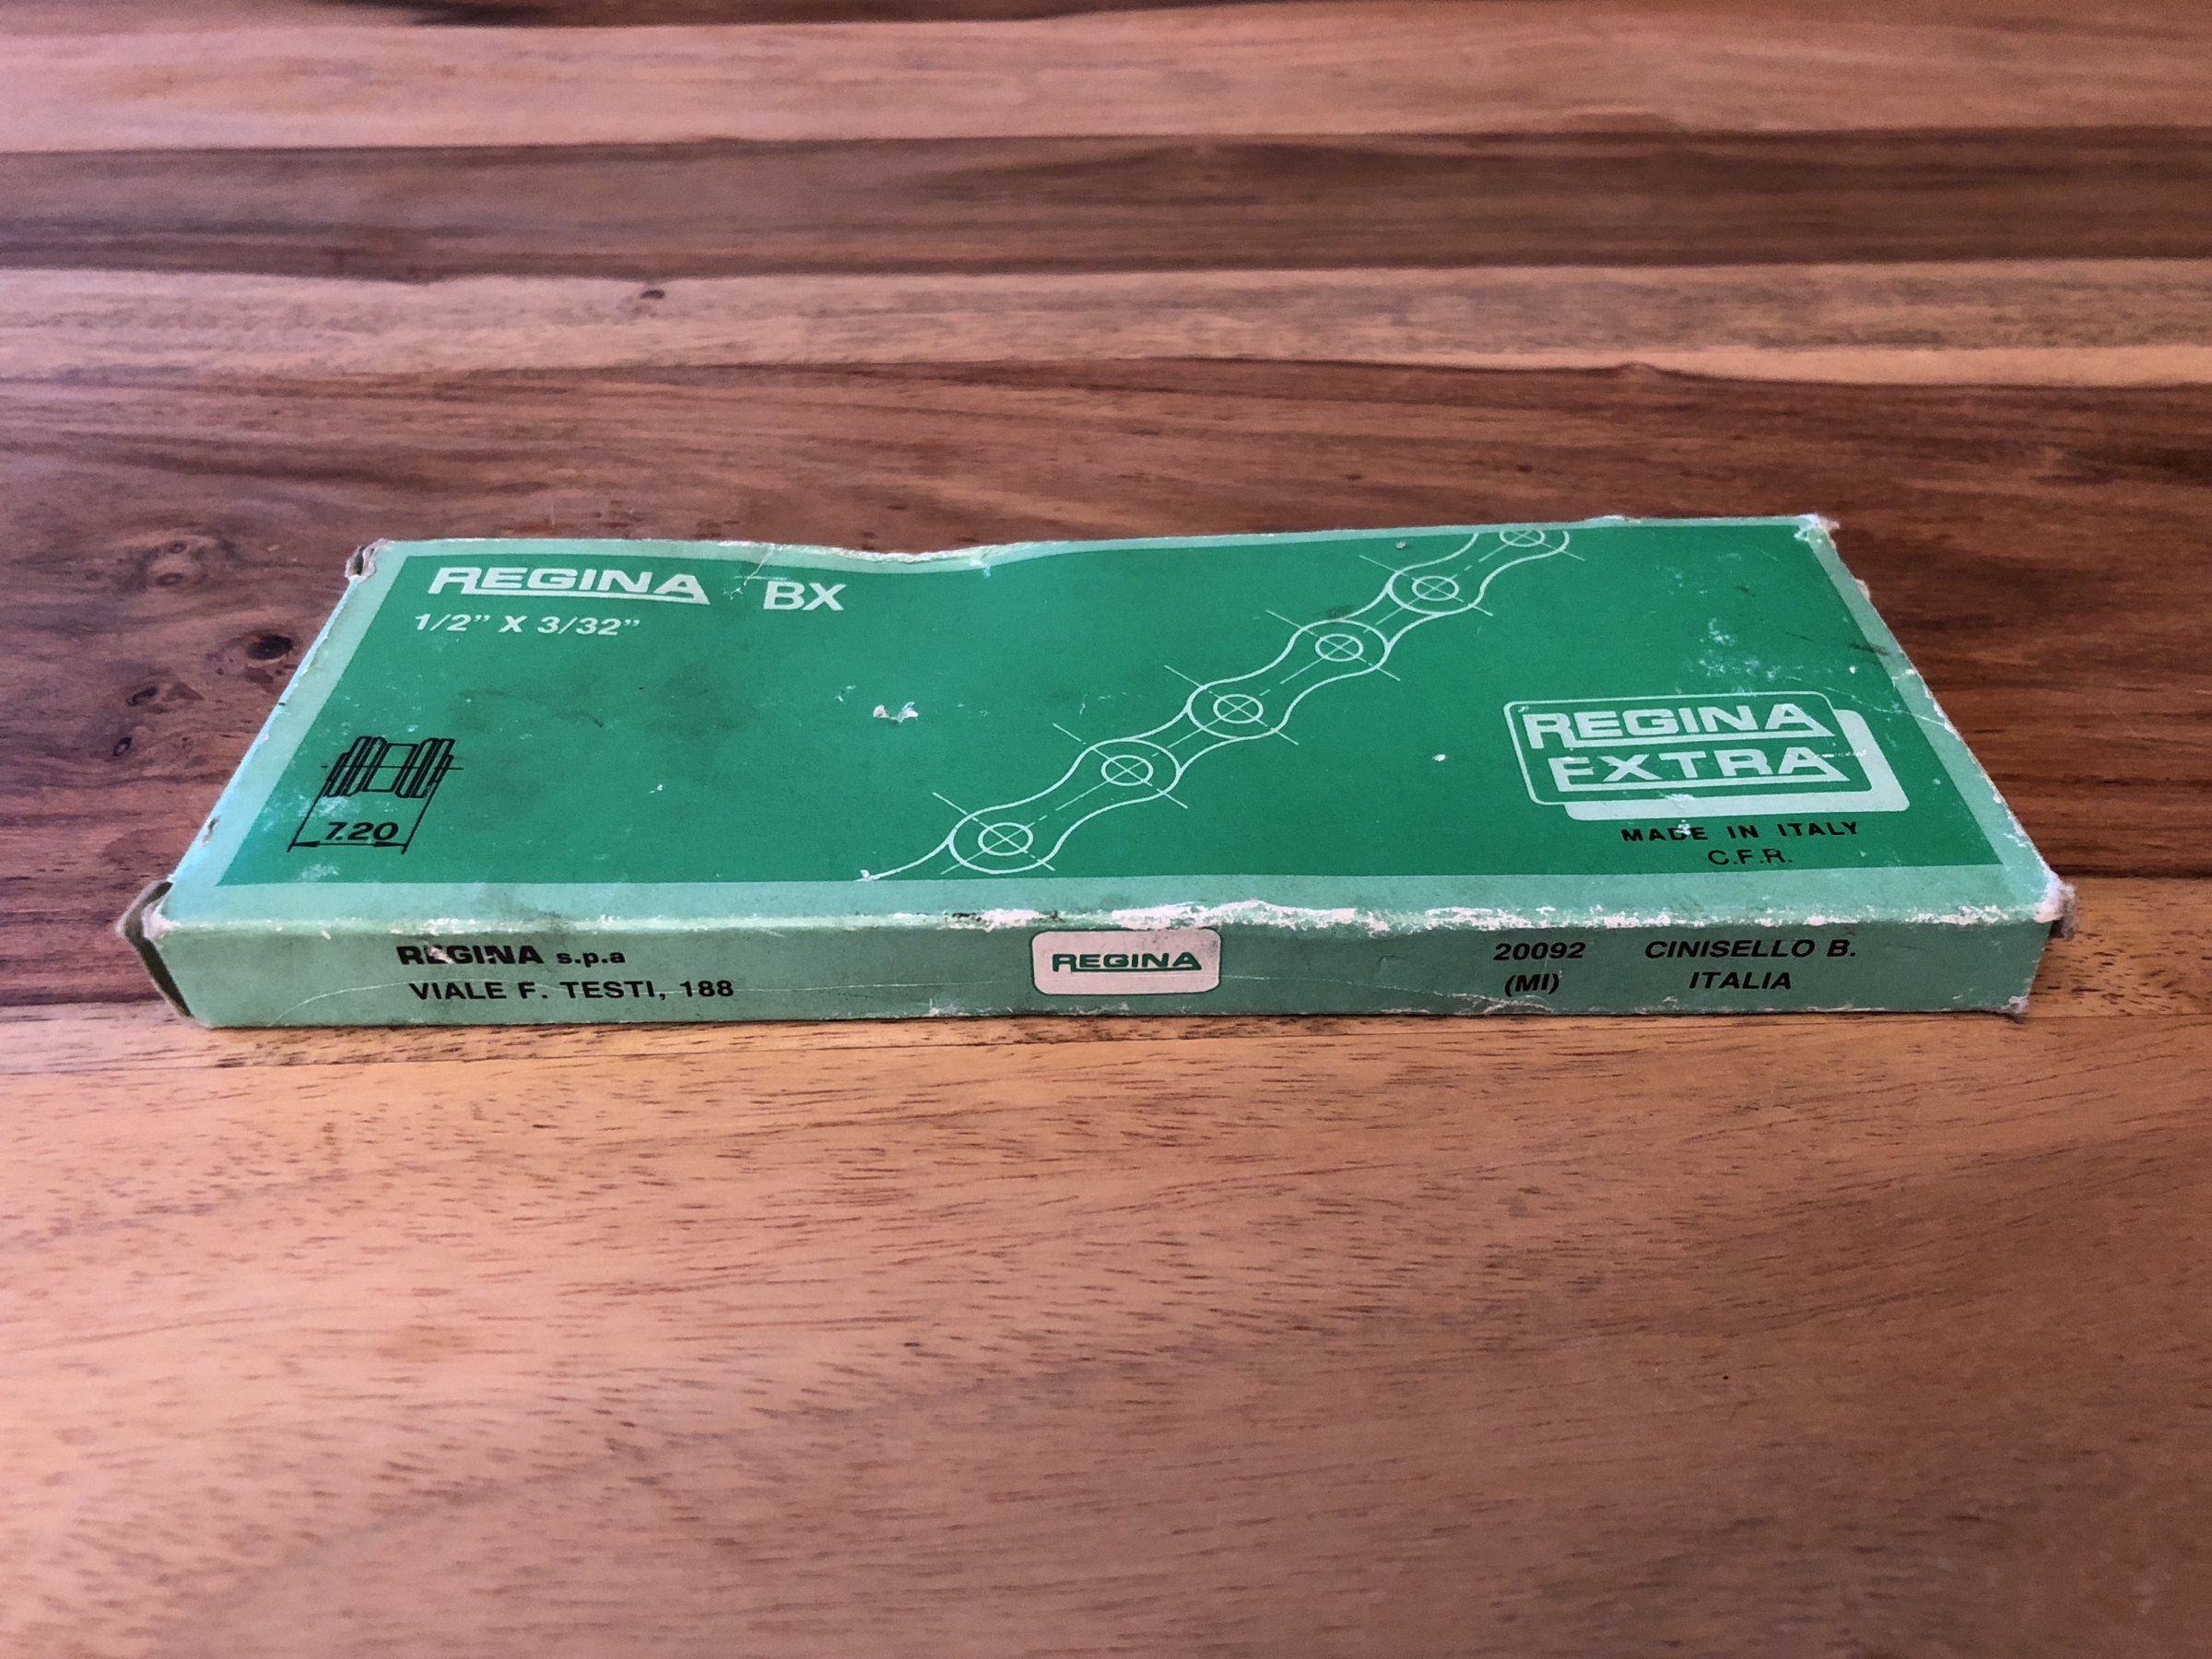 REGINA BX
1/2" X 3/32"
7.20
REGINA
EXTRA
MADE IN ITALY
C.F.R.
REGINA s.p.a
VIALE F. TESTI, 188
REGINA
20092 CINISELLO B.
(MI) ITALIA